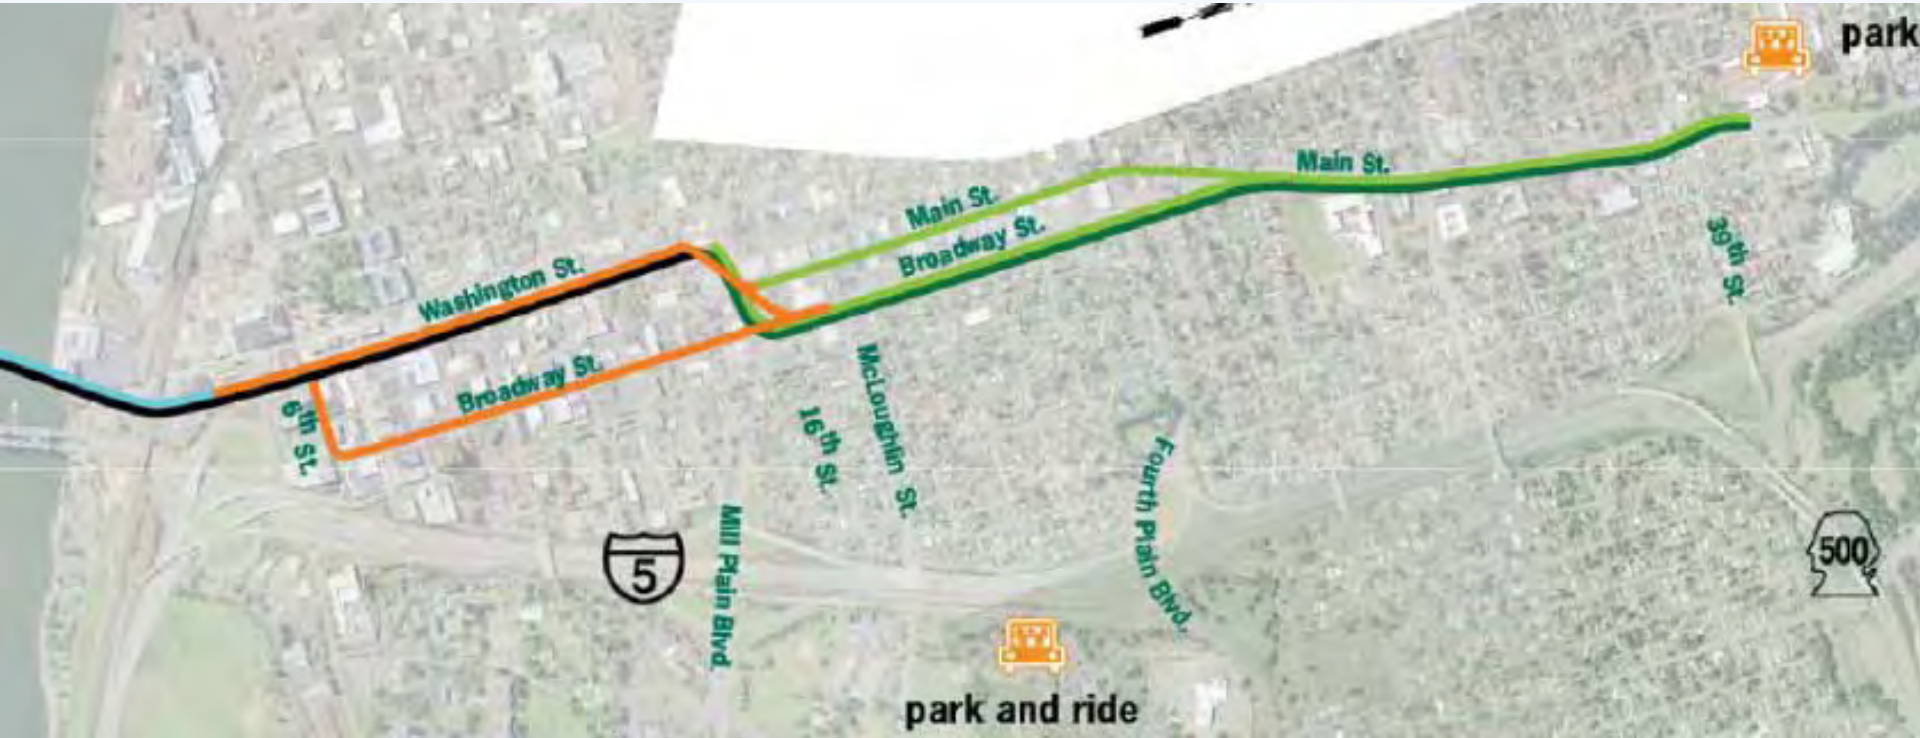 park
Main St.
Main St.
Broadway St.
39th St.
Washington St.
Broadway St.
6th St.
McLoughlin St.
16th St.
Fourth Plain Blvd.
Mill Plain Blvd.
5
500
park and ride